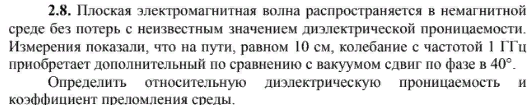 2.8. Плоская электромагнитная волна распространяется в немагнитной
среде без потерь с неизвестным значением диэлектрической проницаемости.
Измерения показали, что на пути, равном 10 см, колебание с частотой 1 ГГц
приобретает дополнительный по сравнению с вакуумом сдвиг по фазе в 40°.
Определить относительную диэлектрическую проницаемость и
коэффициент преломления среды.